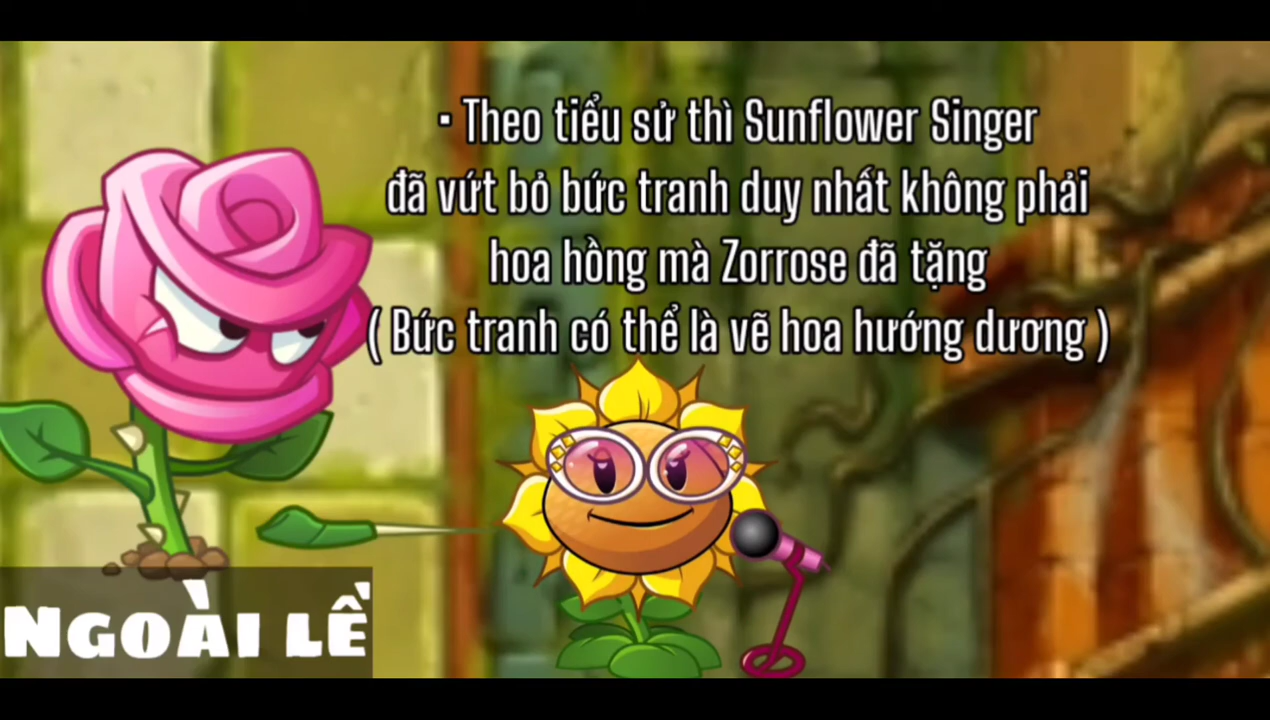 ▪ Theo tiểu sử thì Sunflower Singer
đã vứt bỏ bức tranh duy nhất không phải
hoa hồng mà Zorrose đã tặng
( Bức tranh có thể là vẽ hoa hướng dương )
NGOÀI LỀ